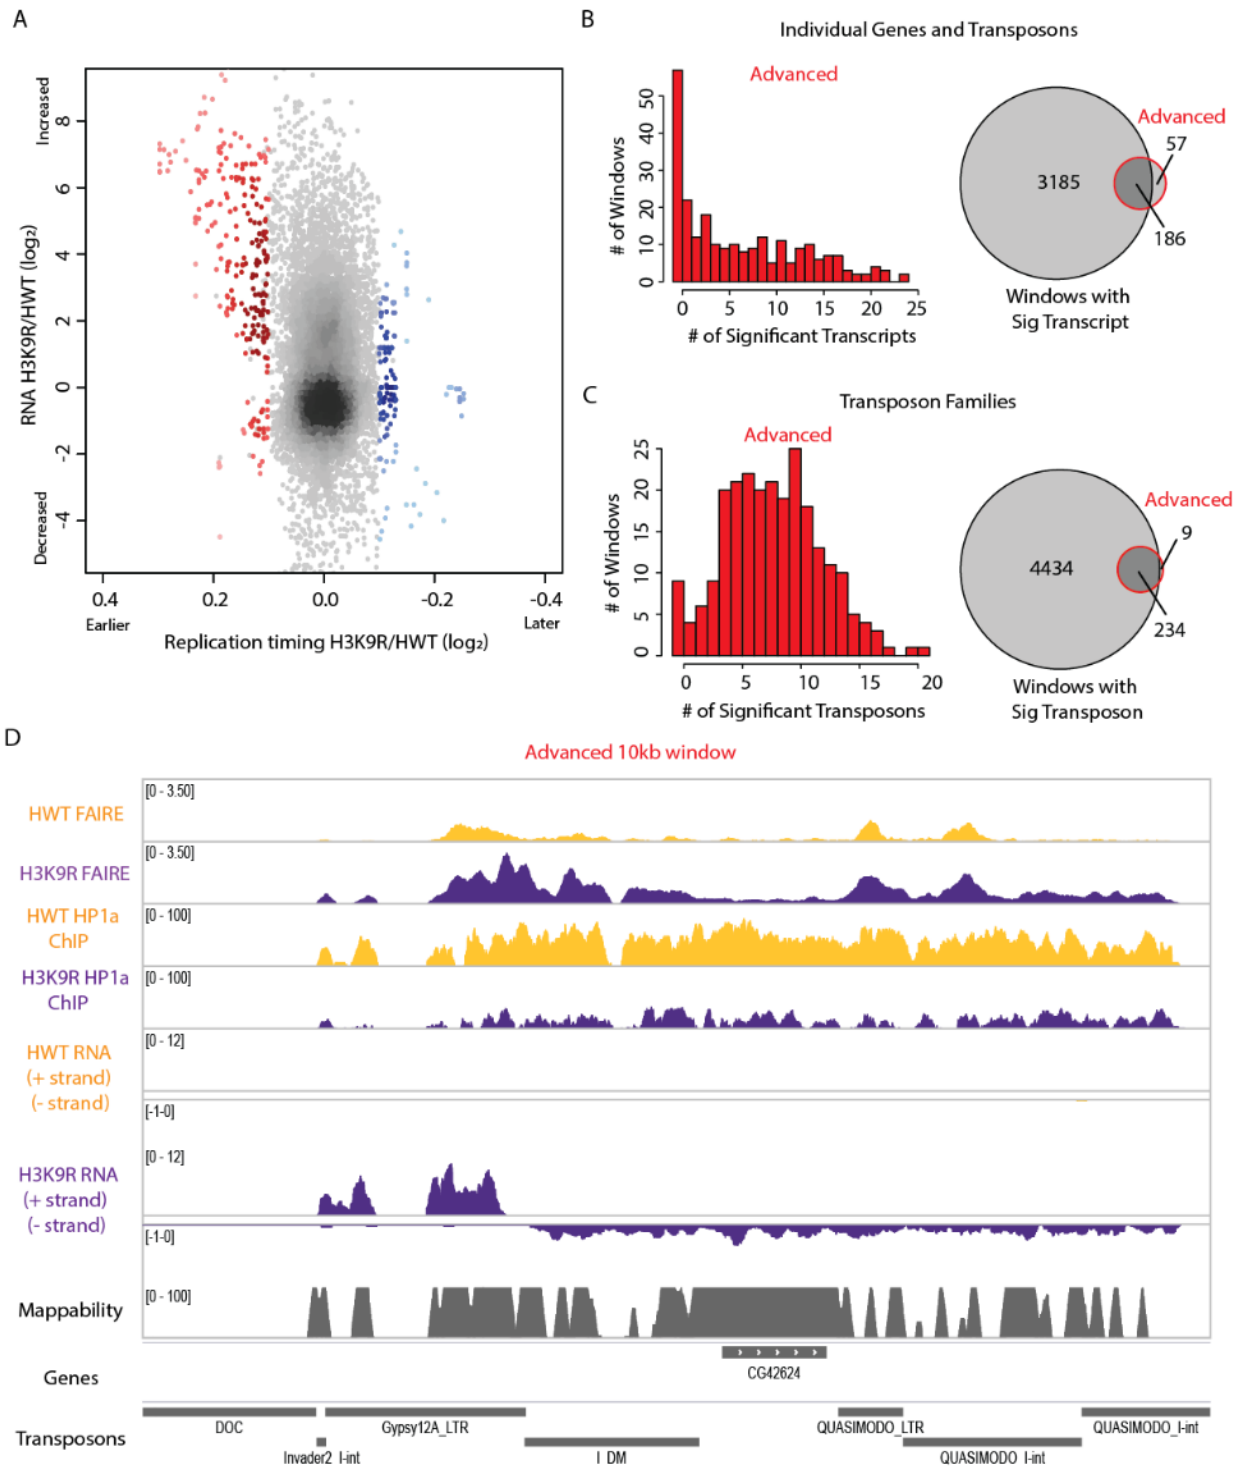 A
Increased
Decreased
RNA H3K9R/HWT (log₂)
8
6
4
2
0
-2
-4
0.4
0.2
0.0
-0.2
-0.4
Earlier
Later
Replication timing H3K9R/HWT (log₂)
B
Individual Genes and Transposons
Advanced
# of Windows
50
40
30
20
10
0
0
5
10
15
20
25
# of Significant Transcripts
Advanced
57
3185
186
Windows with
Sig Transcript
C
Transposon Families
Advanced
# of Windows
25
20
15
10
5
0
0
5
10
15
20
# of Significant Transposons
Advanced
9
4434
234
Windows with
Sig Transposon
D
Advanced 10kb window
HWT FAIRE
[0 - 3.50]
H3K9R FAIRE
[0 - 3.50]
HWT HP1a
ChIP
[0 - 100]
H3K9R HP1a
ChIP
[0 - 100]
HWT RNA
(+ strand)
(- strand)
[0 - 12]
[-1-0]
H3K9R RNA
(+ strand)
(- strand)
[0 - 12]
[-1-0]
Mappability
[0 - 100]
Genes
CG42624
Transposons
DOC
Invader2_I-int
Gypsy12A_LTR
I_DM
QUASIMODO_LTR
QUASIMODO_I-int
QUASIMODO_I-int